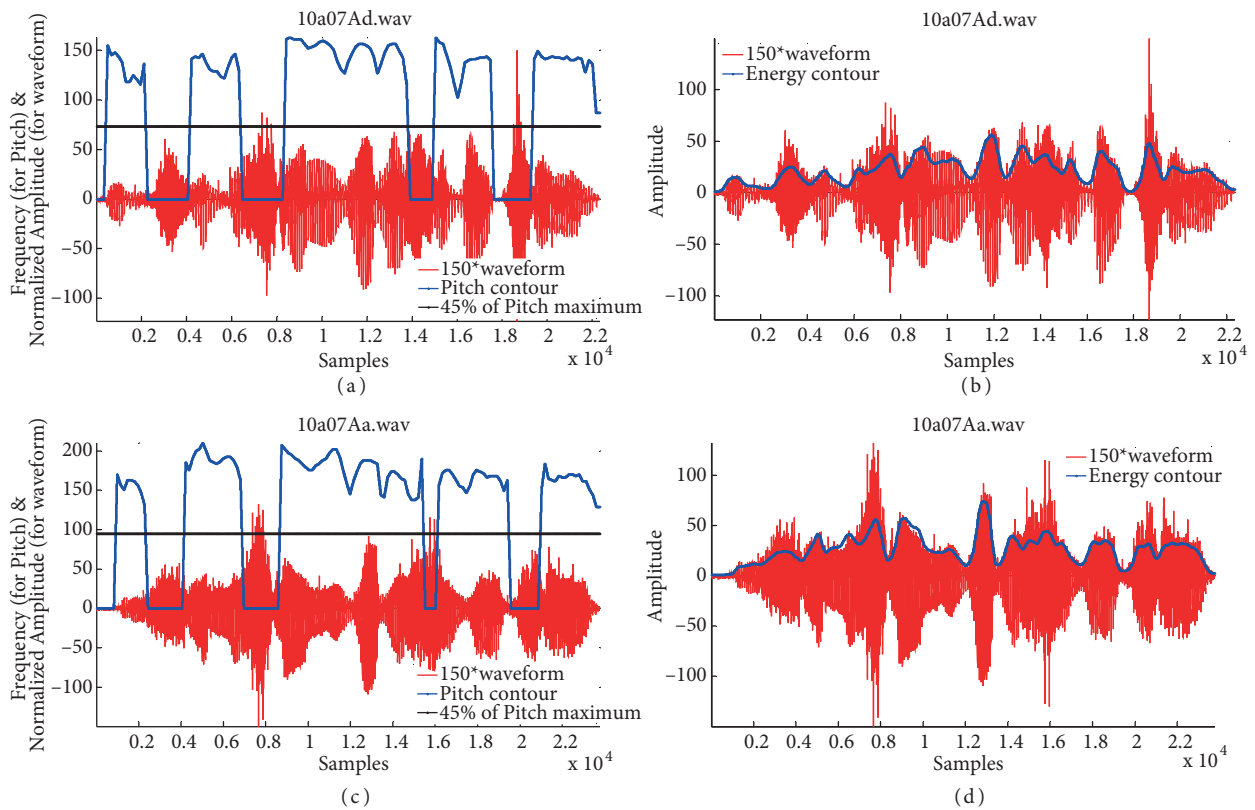 10a07Ad.wav
Frequency (for Pitch) &
Normalized Amplitude (for waveform)
150
100
50
0
−50
−100
150*waveform
Pitch contour
45% of Pitch maximum
0.2 0.4 0.6 0.8 1 1.2 1.4 1.6 1.8 2 2.2
x 10^4
Samples
(a)
10a07Ad.wav
Amplitude
100
50
0
−50
−100
150*waveform
Energy contour
0.2 0.4 0.6 0.8 1 1.2 1.4 1.6 1.8 2 2.2
x 10^4
Samples
(b)
10a07Aa.wav
Frequency (for Pitch) &
Normalized Amplitude (for waveform)
200
150
100
50
0
−50
−100
150*waveform
Pitch contour
45% of Pitch maximum
0.2 0.4 0.6 0.8 1 1.2 1.4 1.6 1.8 2 2.2
x 10^4
Samples
(c)
10a07Aa.wav
Amplitude
100
50
0
−50
−100
150*waveform
Energy contour
0.2 0.4 0.6 0.8 1 1.2 1.4 1.6 1.8 2 2.2
x 10^4
Samples
(d)